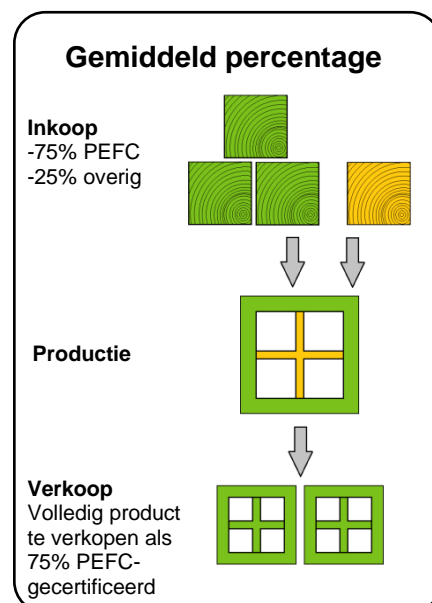 Gemiddeld percentage
Inkoop
-75% PEFC
-25% overig
Productie
Verkoop
Volledig product
te verkopen als
75% PEFC-
gecertificeerd